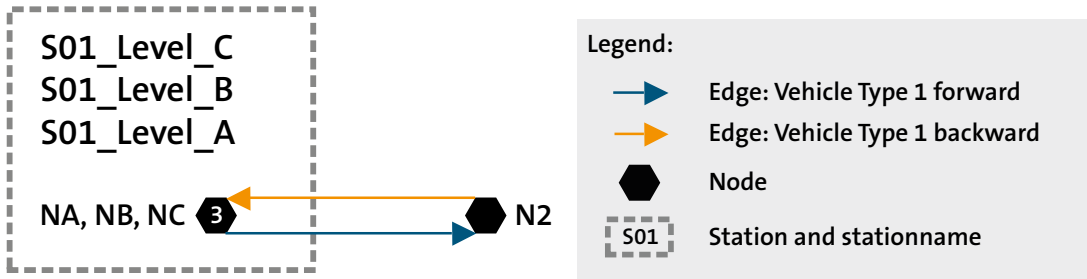 S01_Level_C
S01_Level_B
S01_Level_A
NA, NB, NC
3
N2
Legend:
Edge: Vehicle Type 1 forward
Edge: Vehicle Type 1 backward
Node
S01
Station and stationname